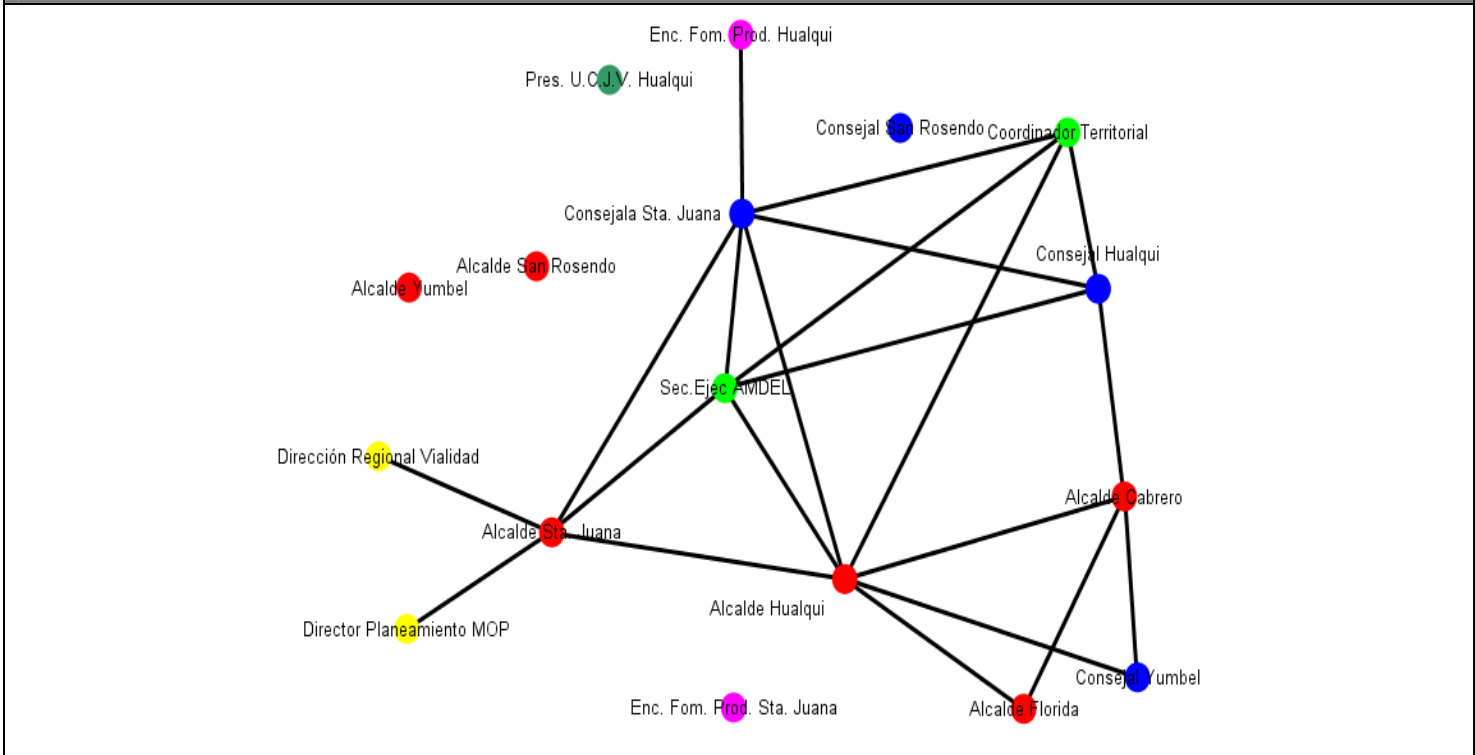 Enc. Fom. Prod. Hualqui
Pres. U.C.J.V. Hualqui
Consejal San Rosendo
Coordinador Territorial
Consejala Sta. Juana
Consejal Hualqui
Alcalde San Rosendo
Alcalde Yumbel
Sec.Ejec AMDEL
Dirección Regional Vialidad
Alcalde Cabrero
Alcalde Sta. Juana
Alcalde Hualqui
Director Planeamiento MOP
Consejal Yumbel
Enc. Fom. Prod. Sta. Juana
Alcalde Florida